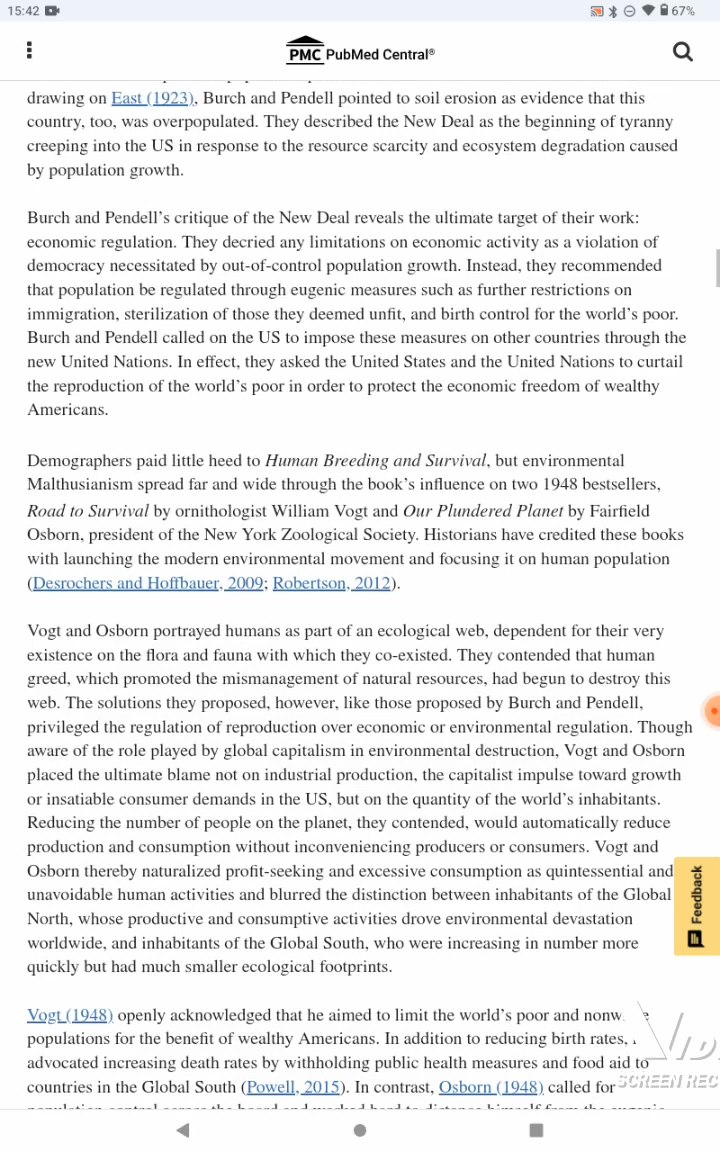 15:42 67%
PMC PubMed Central®
drawing on East (1923), Burch and Pendell pointed to soil erosion as evidence that this
country, too, was overpopulated. They described the New Deal as the beginning of tyranny
creeping into the US in response to the resource scarcity and ecosystem degradation caused
by population growth.
Burch and Pendell’s critique of the New Deal reveals the ultimate target of their work:
economic regulation. They decried any limitations on economic activity as a violation of
democracy necessitated by out-of-control population growth. Instead, they recommended
that population be regulated through eugenic measures such as further restrictions on
immigration, sterilization of those they deemed unfit, and birth control for the world’s poor.
Burch and Pendell called on the US to impose these measures on other countries through the
new United Nations. In effect, they asked the United States and the United Nations to curtail
the reproduction of the world’s poor in order to protect the economic freedom of wealthy
Americans.
Demographers paid little heed to Human Breeding and Survival, but environmental
Malthusianism spread far and wide through the book’s influence on two 1948 bestsellers,
Road to Survival by ornithologist William Vogt and Our Plundered Planet by Fairfield
Osborn, president of the New York Zoological Society. Historians have credited these books
with launching the modern environmental movement and focusing it on human population
(Desrochers and Hoffbauer, 2009; Robertson, 2012).
Vogt and Osborn portrayed humans as part of an ecological web, dependent for their very
existence on the flora and fauna with which they co-existed. They contended that human
greed, which promoted the mismanagement of natural resources, had begun to destroy this
web. The solutions they proposed, however, like those proposed by Burch and Pendell,
privileged the regulation of reproduction over economic or environmental regulation. Though
aware of the role played by global capitalism in environmental destruction, Vogt and Osborn
placed the ultimate blame not on industrial production, the capitalist impulse toward growth
or insatiable consumer demands in the US, but on the quantity of the world’s inhabitants.
Reducing the number of people on the planet, they contended, would automatically reduce
production and consumption without inconveniencing producers or consumers. Vogt and
Osborn thereby naturalized profit-seeking and excessive consumption as quintessential and
unavoidable human activities and blurred the distinction between inhabitants of the Global
North, whose productive and consumptive activities drove environmental devastation
worldwide, and inhabitants of the Global South, who were increasing in number more
quickly but had much smaller ecological footprints.
Feedback
Vogt (1948) openly acknowledged that he aimed to limit the world’s poor and
populations for the benefit of wealthy Americans. In addition to reducing birth rates,
advocated increasing death rates by withholding public health measures and food aid to
countries in the Global South (Powell, 2015). In contrast, Osborn (1948) called for
SCREEN REC